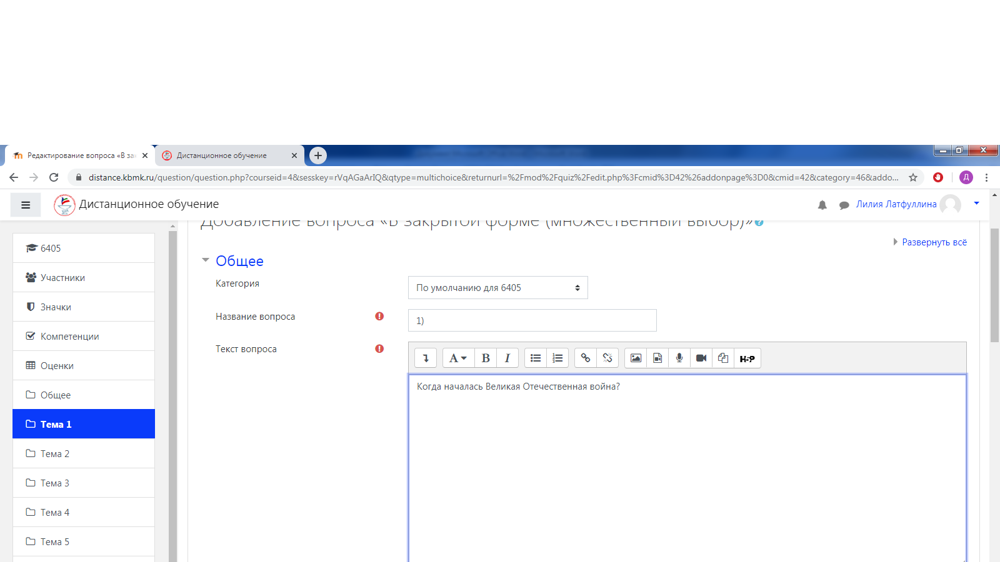 Редактирование вопроса «В за
Дистанционное обучение
distance.kbmk.ru/question/question.php?courseid=4&sesskey=rVqAGaArIQ&qtype=multichoice&returnurl=%2Fmod%2Fquiz%2Fedit.php%3Fcmid%3D42%26addonpage%3D0&cmid=42&category=46&addo...
Д
Дистанционное обучение
Лилия Латфуллина
Добавление вопроса «В закрытой форме (множественный выбор)»
Развернуть всё
6405
Участники
Значки
Компетенции
Оценки
Общее
Тема 1
Тема 2
Тема 3
Тема 4
Тема 5
Общее
Категория
По умолчанию для 6405
Название вопроса
1)
Текст вопроса
A B I
H5P
Когда началась Великая Отечественная война?